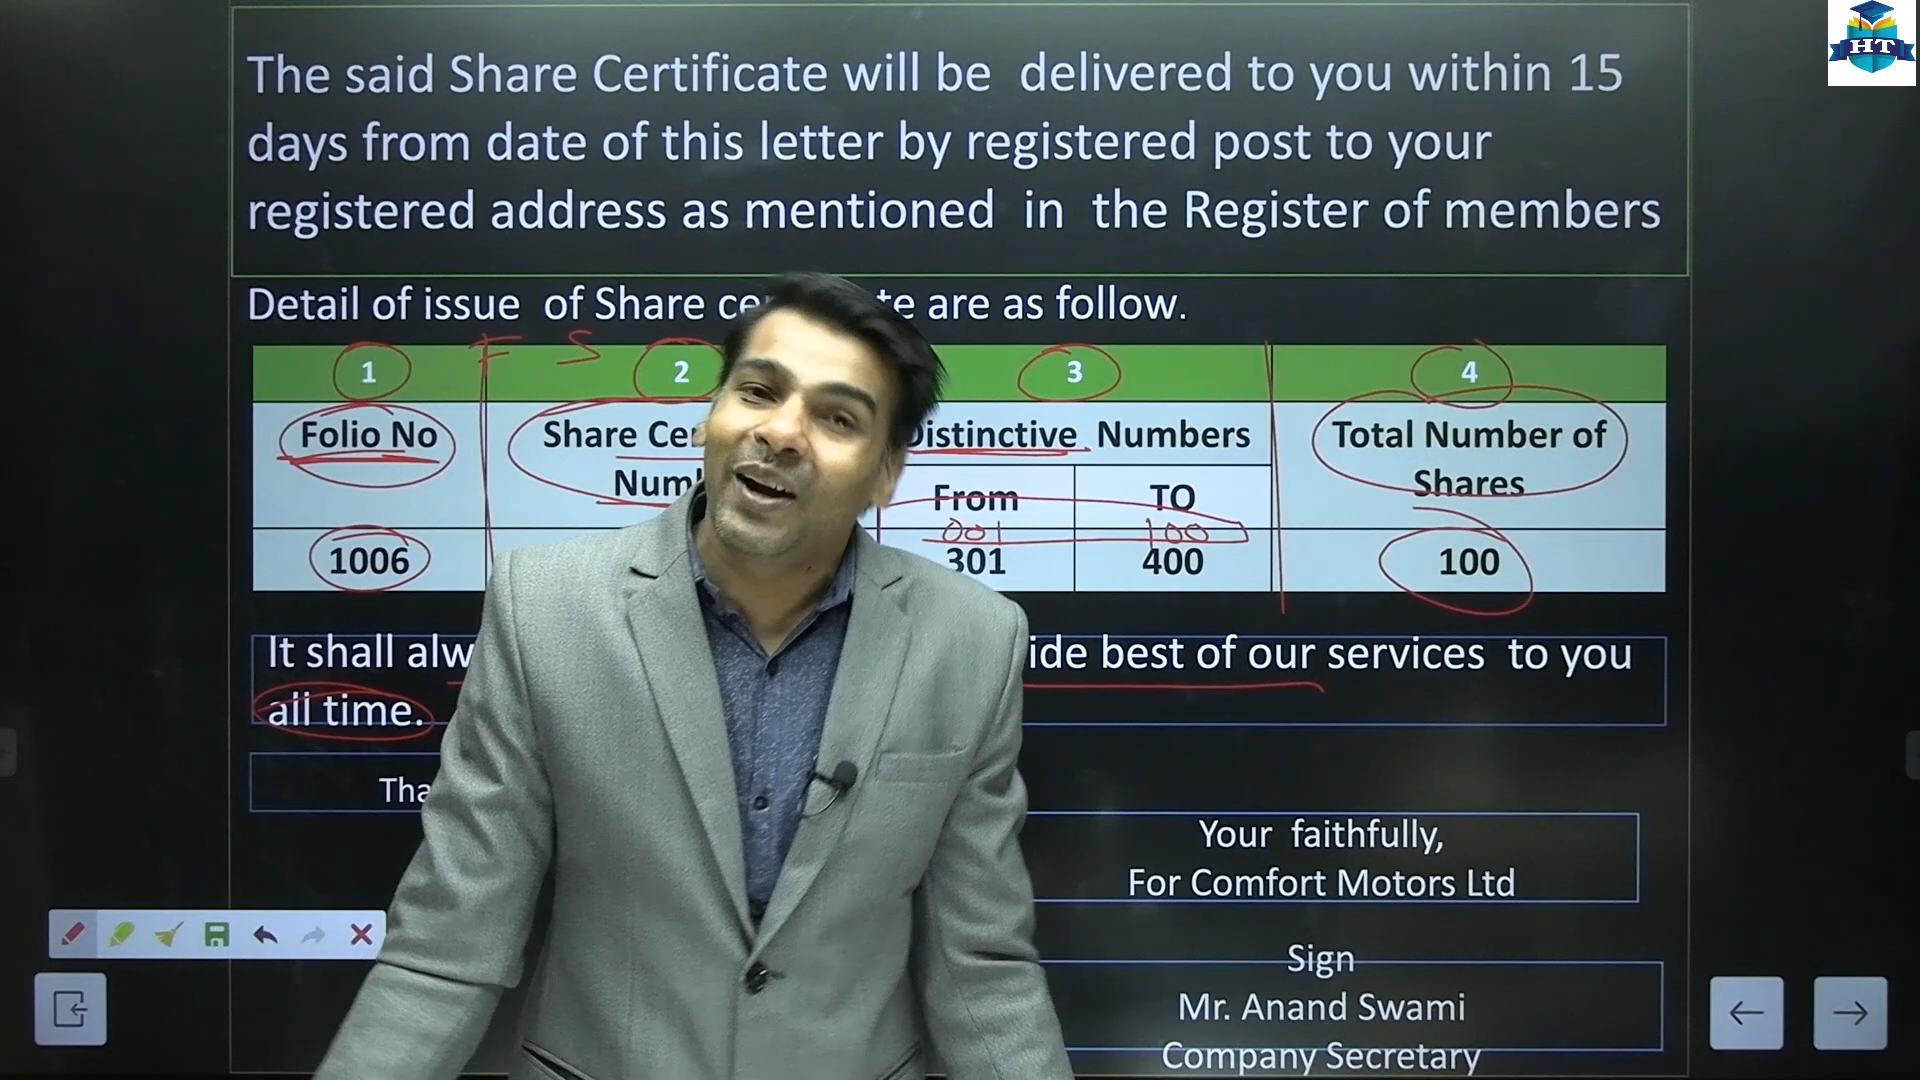 HT
The said Share Certificate will be delivered to you within 15
days from date of this letter by registered post to your
registered address as mentioned in the Register of members
Detail of issue of Share ce te are as follow.
F S
1 2 3 4
Folio No Share Cer Distinctive Numbers Total Number of
Num Shares
From TO
001 100
1006 301 400 100
It shall alw ide best of our services to you
all time.
Tha
Your faithfully,
For Comfort Motors Ltd
Sign
Mr. Anand Swami
Company Secretary